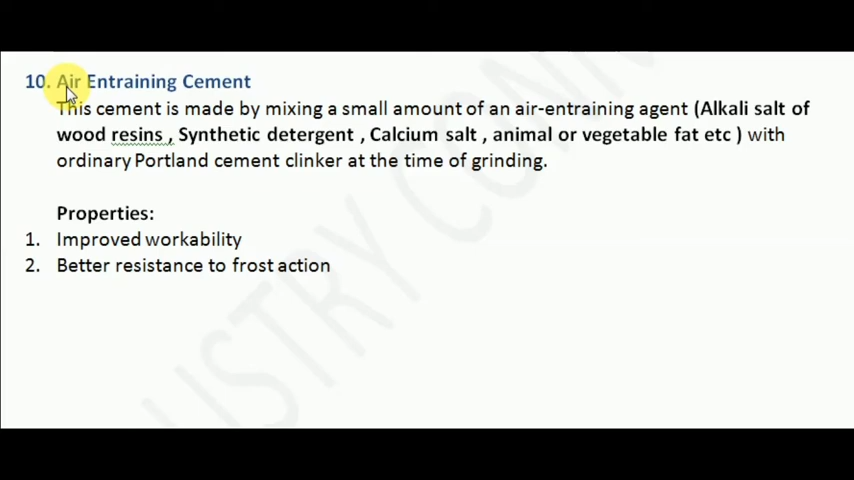 10. Air Entraining Cement
This cement is made by mixing a small amount of an air-entraining agent (Alkali salt of
wood resins , Synthetic detergent , Calcium salt , animal or vegetable fat etc ) with
ordinary Portland cement clinker at the time of grinding.
Properties:
1. Improved workability
2. Better resistance to frost action